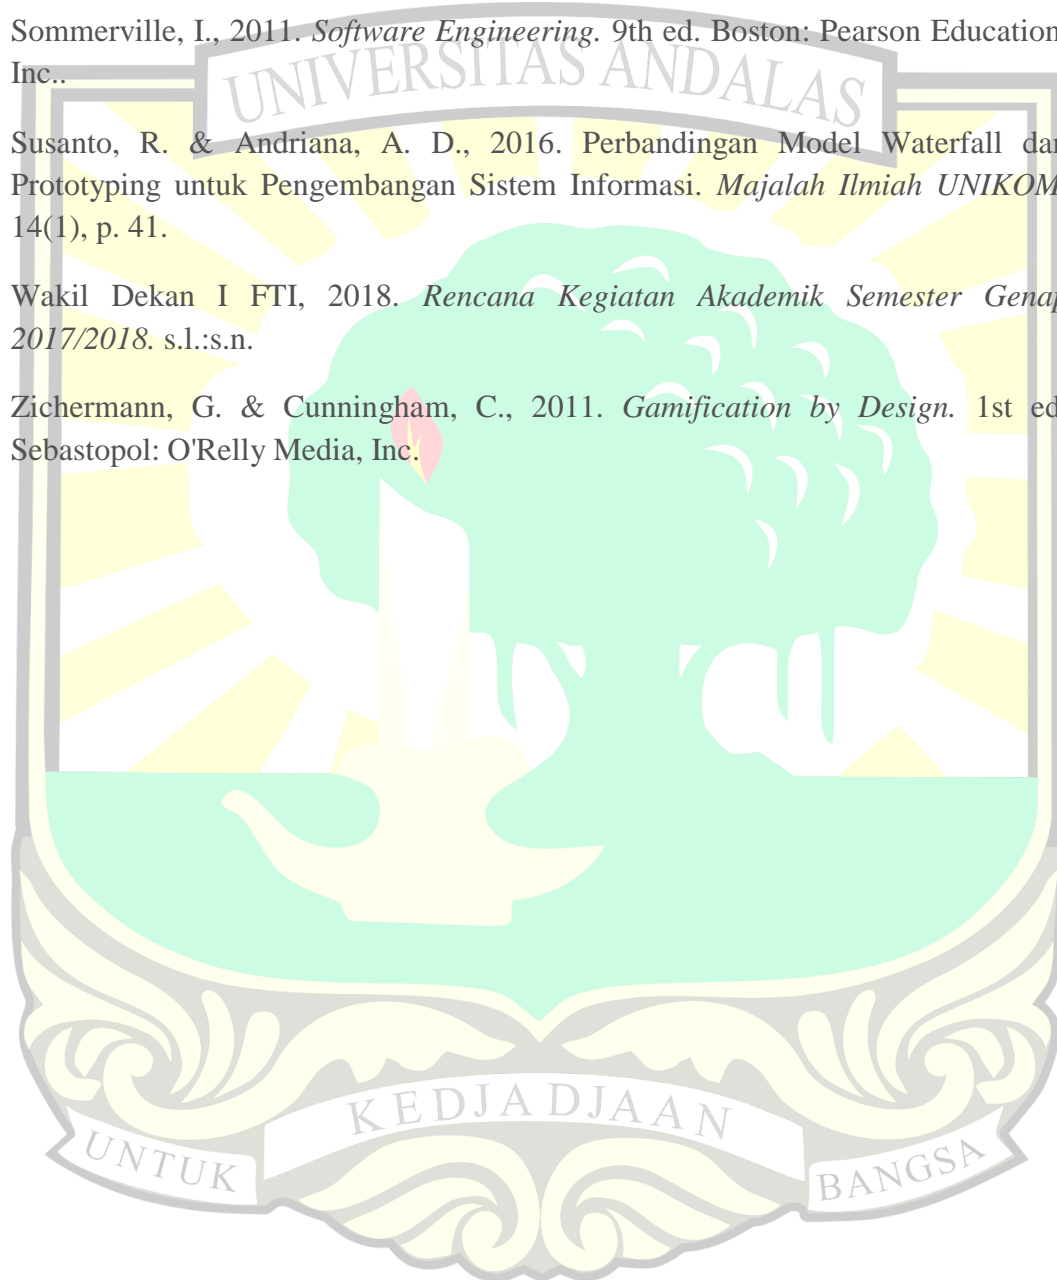 Sommerville, I., 2011. Software Engineering. 9th ed. Boston: Pearson Education
Inc..
UNIVERSITAS ANDALAS
Susanto, R. & Andriana, A. D., 2016. Perbandingan Model Waterfall dan
Prototyping untuk Pengembangan Sistem Informasi. Majalah Ilmiah UNIKOM
14(1), p. 41.
Wakil Dekan I FTI, 2018. Rencana Kegiatan Akademik Semester Genap
2017/2018. s.l.:s.n.
Zichermann, G. & Cunningham, C., 2011. Gamification by Design. 1st ed
Sebastopol: O'Relly Media, Inc.
UNTUK KEDJADJAAN BANGSA